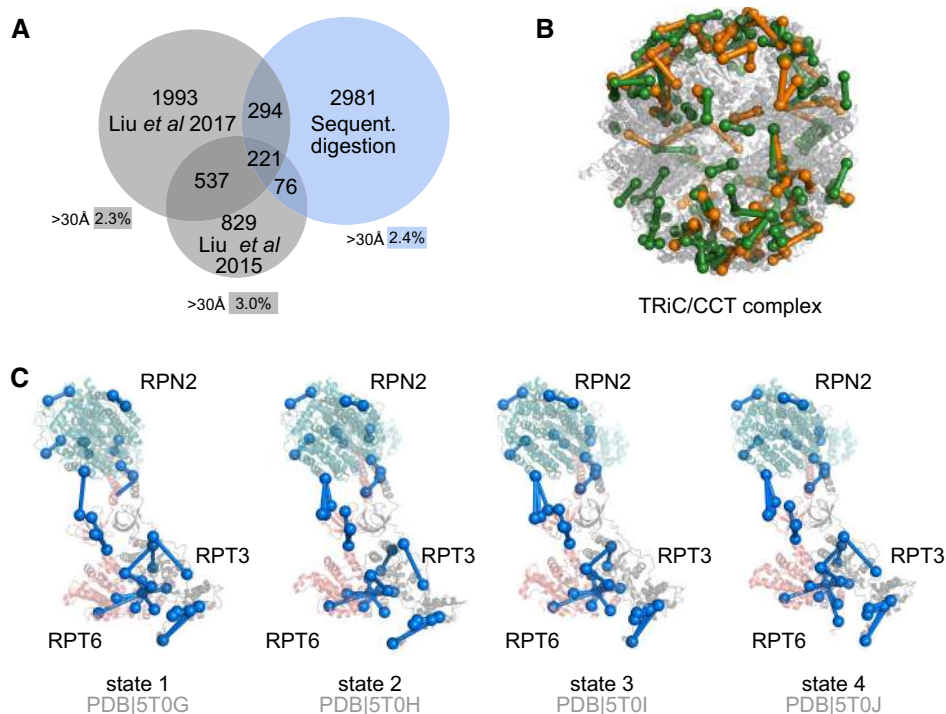 A
1993
Liu et al 2017
294
2981
Sequent.
digestion
221
537
76
829
Liu et al
2015
>30Å 2.3%
>30Å 2.4%
>30Å 3.0%
B
TRiC/CCT complex
C
RPN2
RPT3
RPT6
state 1
PDB|5T0G
RPN2
RPT3
RPT6
state 2
PDB|5T0H
RPN2
RPT3
RPT6
state 3
PDB|5T0I
RPN2
RPT3
RPT6
state 4
PDB|5T0J